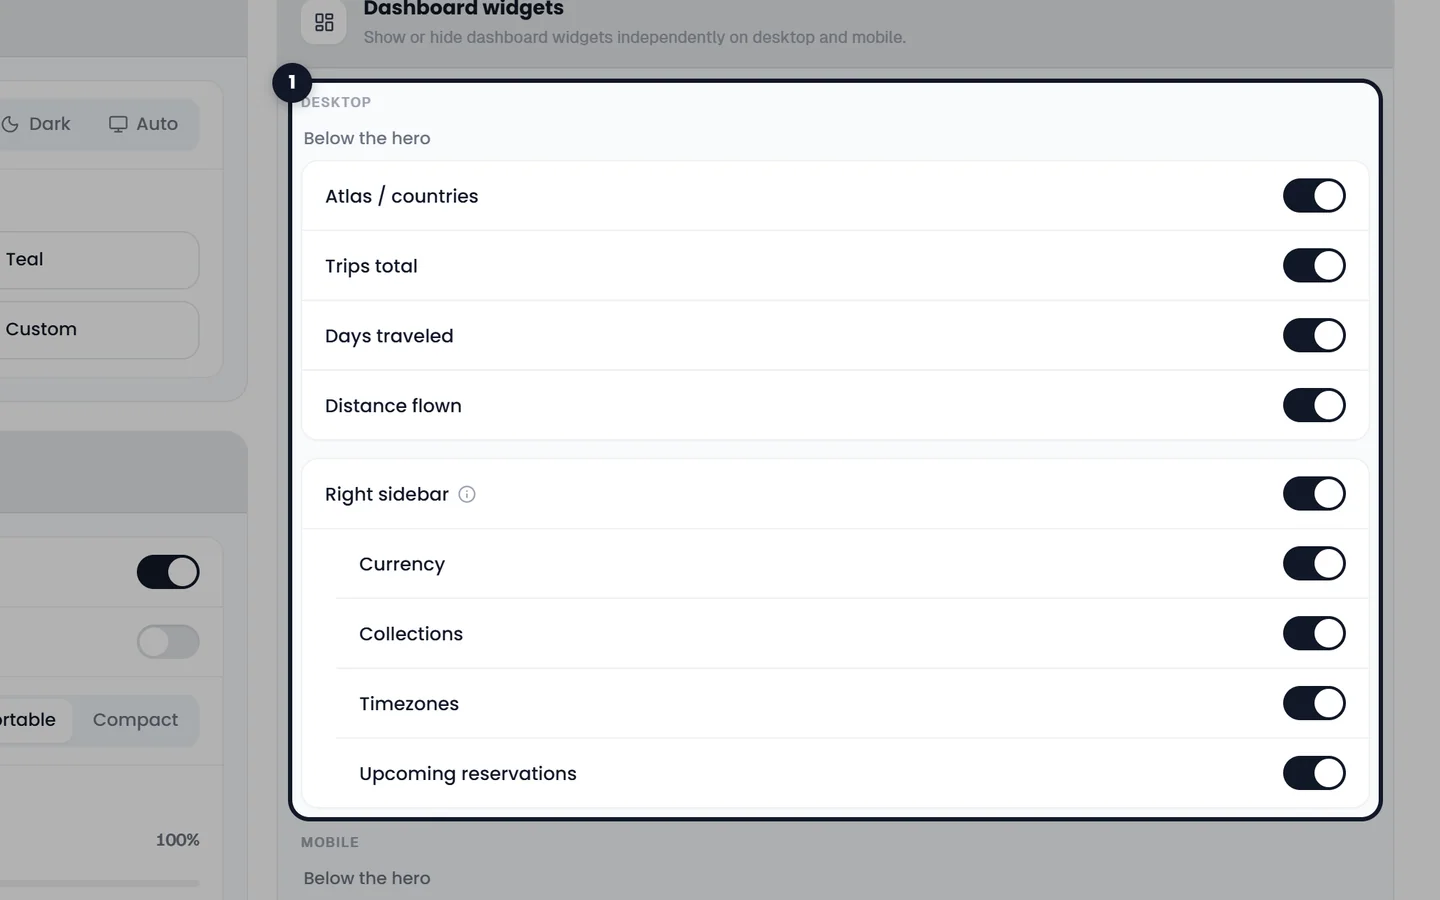 Dashboard widgets
Show or hide dashboard widgets independently on desktop and mobile.
1
DESKTOP
Below the hero
Atlas / countries
Trips total
Days traveled
Distance flown
Right sidebar
Currency
Collections
Timezones
Upcoming reservations
MOBILE
Below the hero
Dark
Auto
Teal
Custom
Compact
100%